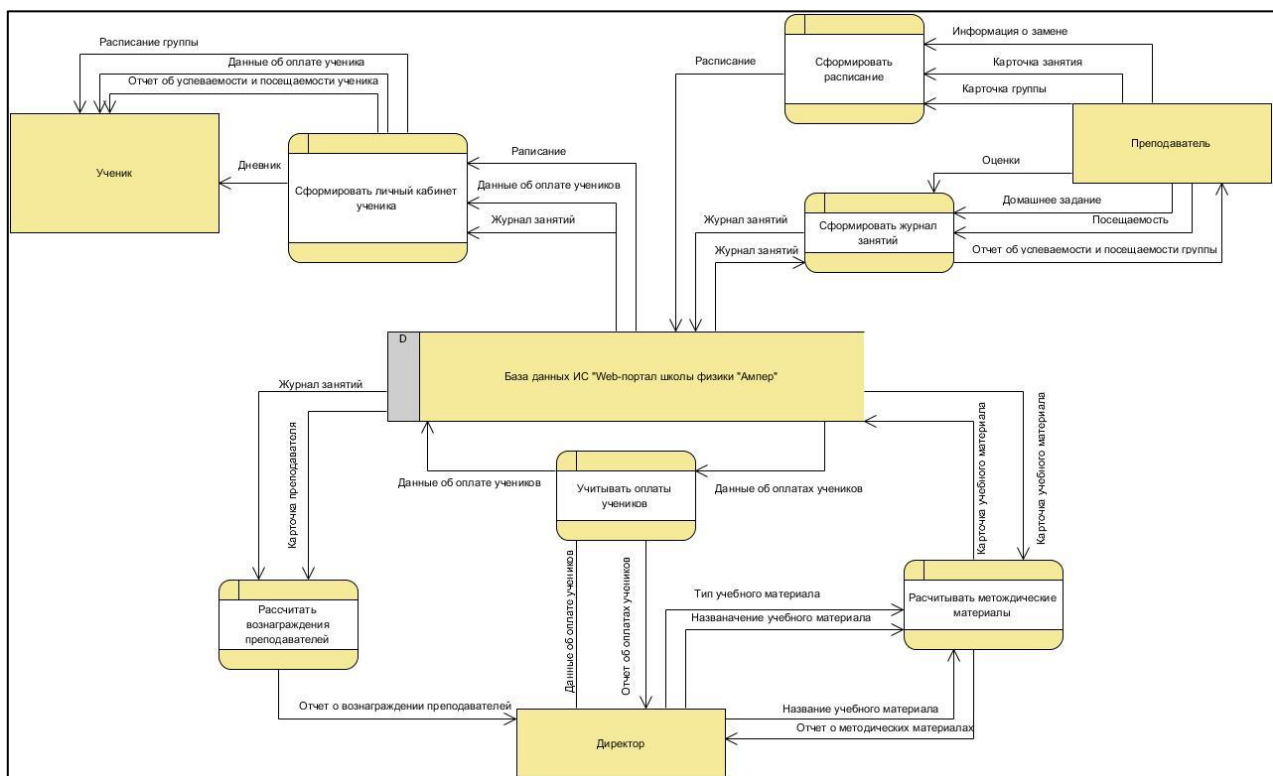 Расписание группы
Данные об оплате ученика
Отчет об успеваемости и посещаемости ученика
Ученик
Дневник
Сформировать личный кабинет
ученика
Раписание
Данные об оплате учеников
Журнал занятий
Расписание
Сформировать
расписание
Информация о замене
Карточка занятия
Карточка группы
Преподаватель
Оценки
Домашнее задание
Посещаемость
Отчет об успеваемости и посещаемости группы
Сформировать журнал
занятий
Журнал занятий
Журнал занятий
D
База данных ИС "Web-портал школы физики "Ампер"
Журнал занятий
Карточка преподавателя
Рассчитать
вознаграждения
преподавателей
Отчет о вознаграждении преподавателей
Данные об оплате учеников
Учитывать оплаты
учеников
Данные об оплатах учеников
Данные об оплате учеников
Отчет об оплатах учеников
Карточка учебного материала
Карточка учебного материала
Тип учебного материала
Названачение учебного материала
Расчитывать метождические
материалы
Название учебного материала
Отчет о методических материалах
Директор